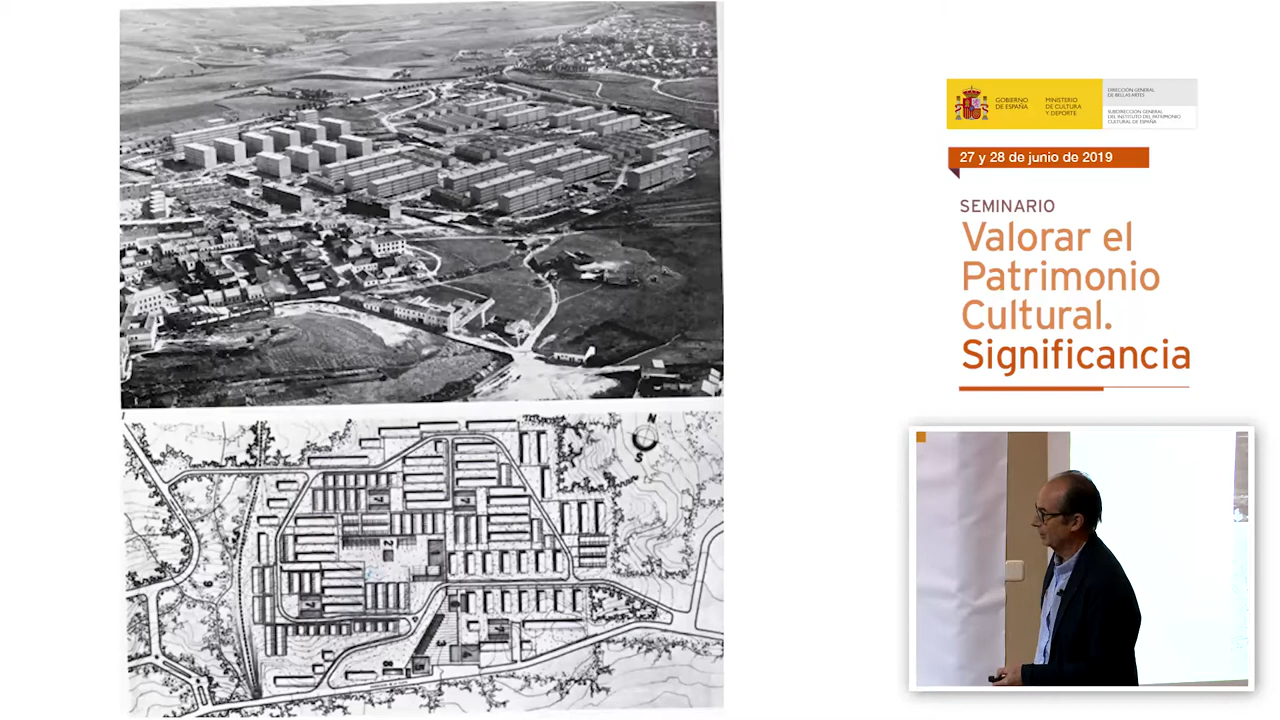 GOBIERNO
DE ESPAÑA
MINISTERIO
DE CULTURA
Y DEPORTE
DIRECCIÓN GENERAL
DE BELLAS ARTES
SUBDIRECCIÓN GENERAL
DEL INSTITUTO DEL PATRIMONIO
CULTURAL DE ESPAÑA
27 y 28 de junio de 2019
SEMINARIO
Valorar el
Patrimonio
Cultural.
Significancia
N
S